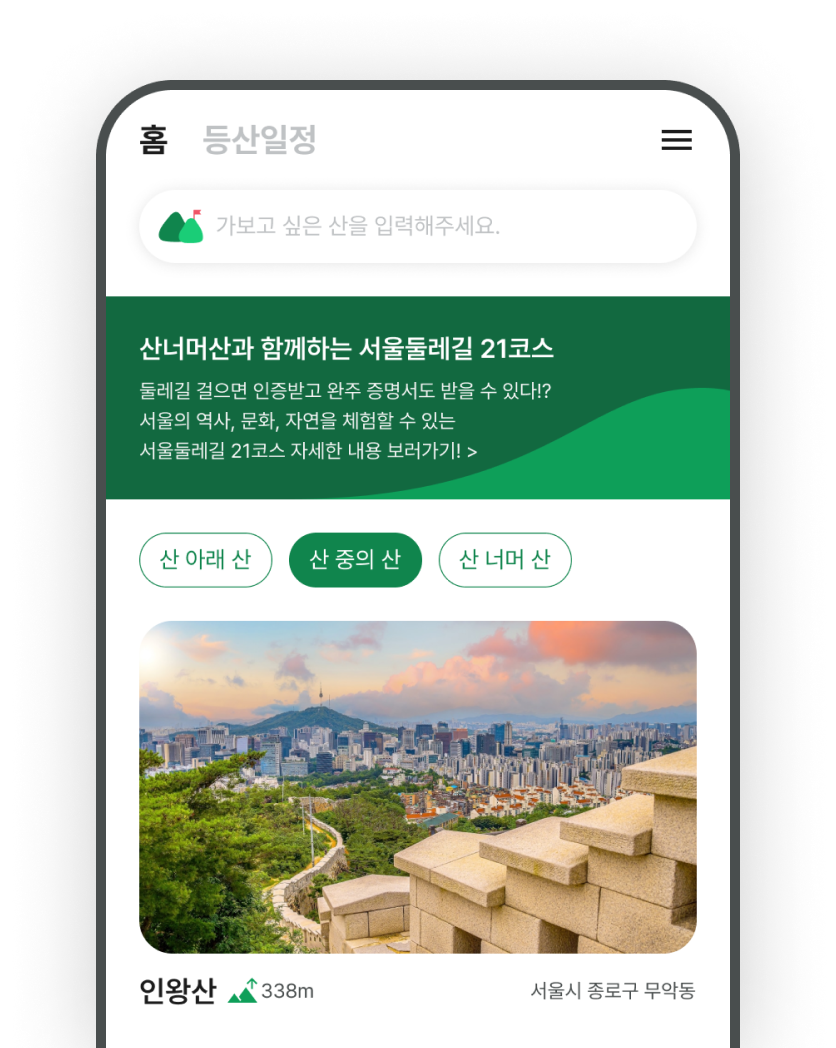 홈 등산일정
가보고 싶은 산을 입력해주세요.
산너머산과 함께하는 서울둘레길 21코스
둘레길 걸으면 인증받고 완주 증명서도 받을 수 있다!?
서울의 역사, 문화, 자연을 체험할 수 있는
서울둘레길 21코스 자세한 내용 보러가기! >
산 아래 산 산 중의 산 산 너머 산
인왕산 338m 서울시 종로구 무악동